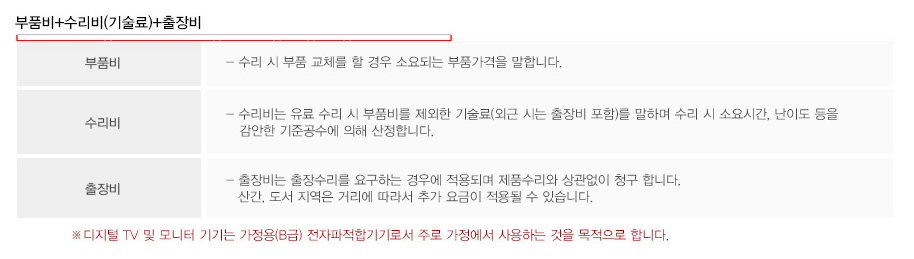 부품비+수리비(기술료)+출장비
부품비
– 수리 시 부품 교체를 할 경우 소요되는 부품가격을 말합니다.
수리비
– 수리비는 유료 수리 시 부품비를 제외한 기술료(외근 시는 출장비 포함)를 말하며 수리 시 소요시간, 난이도 등을
감안한 기준공수에 의해 산정합니다.
출장비
– 출장비는 출장수리를 요구하는 경우에 적용되며 제품수리와 상관없이 청구 합니다.
산간, 도서 지역은 거리에 따라서 추가 요금이 적용될 수 있습니다.
※ 디지털 TV 및 모니터 기기는 가정용(B급) 전자파적합기기로서 주로 가정에서 사용하는 것을 목적으로 합니다.